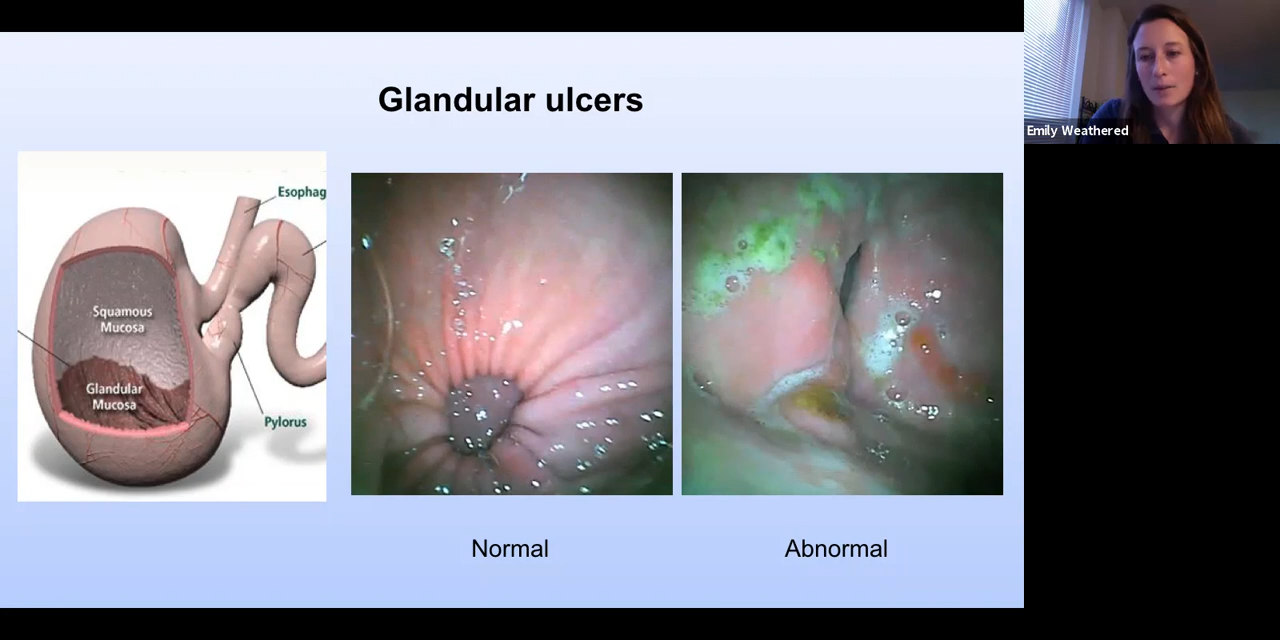 Glandular ulcers
Emily Weathered
Esophag
Squamous
Mucosa
Glandular
Mucosa
Pylorus
Normal
Abnormal